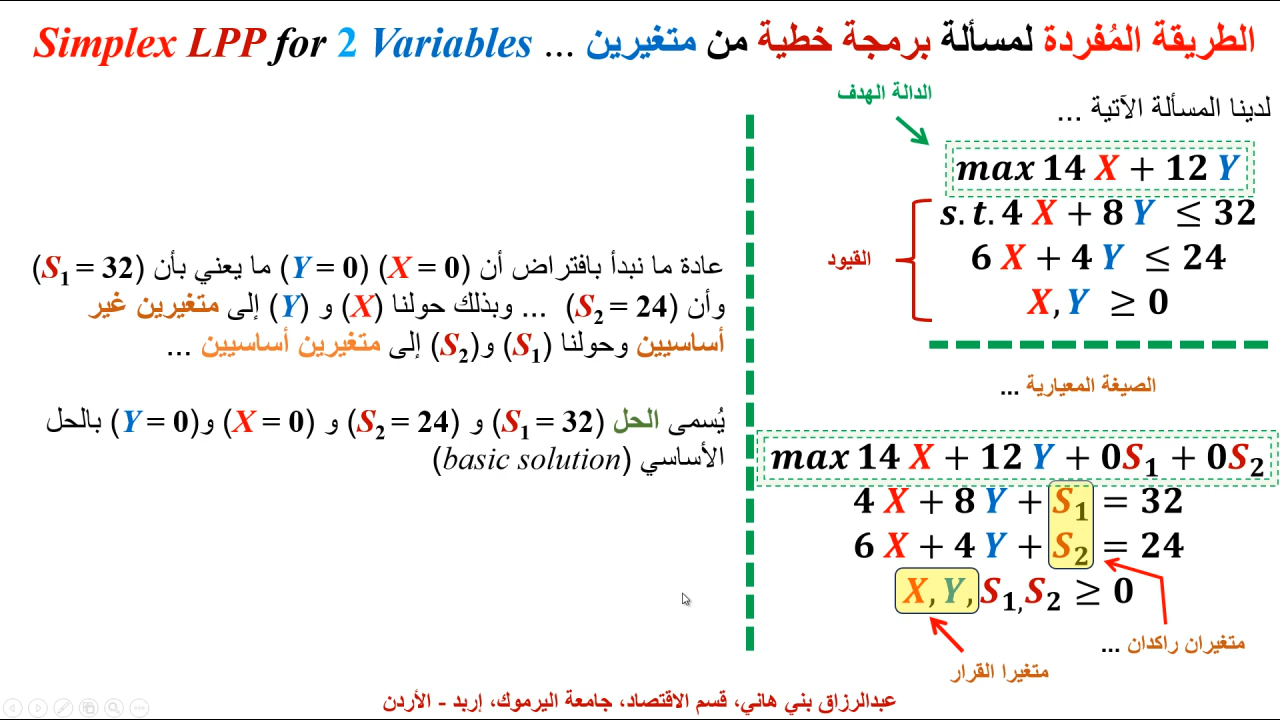 الطريقة المُفردة لمسألة برمجة خطية من متغيرين ... Simplex LPP for 2 Variables
لدينا المسألة الآتية ...
الدالة الهدف
max 14 X + 12 Y
s.t. 4 X + 8 Y ≤ 32
6 X + 4 Y ≤ 24
X, Y ≥ 0
القيود
الصيغة المعيارية ...
max 14 X + 12 Y + 0S₁ + 0S₂
4 X + 8 Y + S₁ = 32
6 X + 4 Y + S₂ = 24
X, Y, S₁, S₂ ≥ 0
متغيران راكدان ...
متغيرا القرار
عادة ما نبدأ بافتراض أن (X = 0) (Y = 0) ما يعني بأن (S₁ = 32)
وأن (S₂ = 24) ... وبذلك حولنا (X) و (Y) إلى متغيرين غير
أساسيين وحولنا (S₁) و(S₂) إلى متغيرين أساسيين ...
يُسمى الحل (S₁ = 32) و (S₂ = 24) و (X = 0) و(Y = 0) بالحل
الأساسي (basic solution)
عبدالرزاق بني هاني، قسم الاقتصاد، جامعة اليرموك، إربد - الأردن